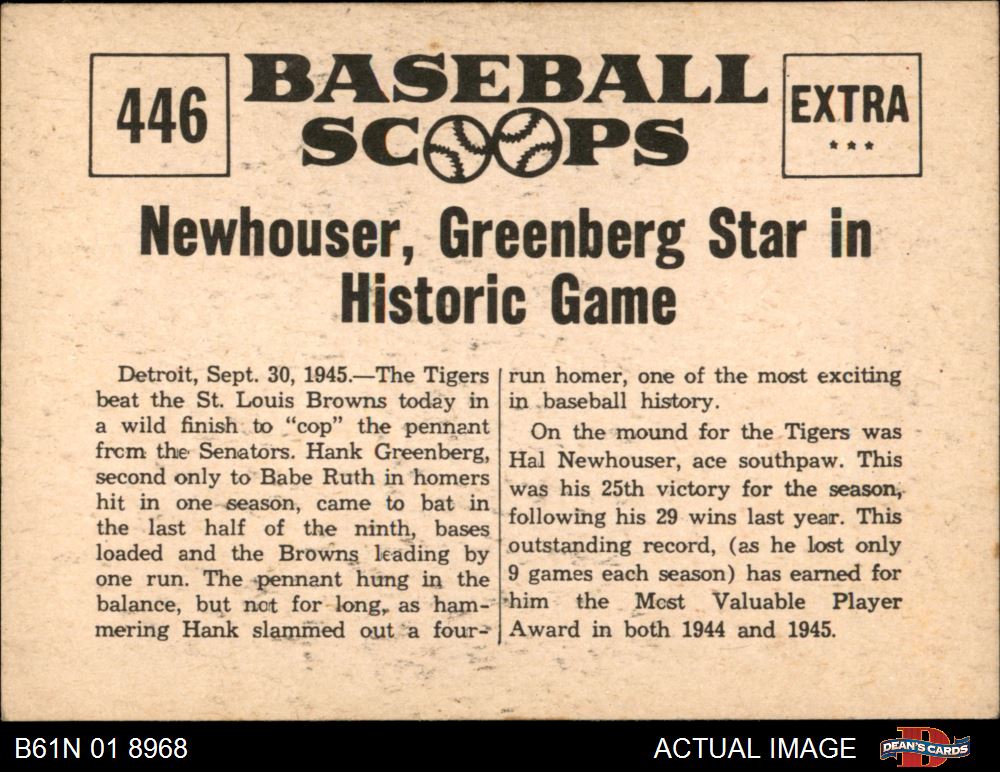 446
BASEBALL
SCOOPS
EXTRA
★ ★ ★
Newhouser, Greenberg Star in
Historic Game
Detroit, Sept. 30, 1945.—The Tigers
beat the St. Louis Browns today in
a wild finish to "cop" the pennant
from the Senators. Hank Greenberg,
second only to Babe Ruth in homers
hit in one season, came to bat in
the last half of the ninth, bases
loaded and the Browns leading by
one run. The pennant hung in the
balance, but not for long, as ham-
mering Hank slammed out a four-
run homer, one of the most exciting
in baseball history.
On the mound for the Tigers was
Hal Newhouser, ace southpaw. This
was his 25th victory for the season,
following his 29 wins last year. This
outstanding record, (as he lost only
9 games each season) has earned for
him the Most Valuable Player
Award in both 1944 and 1945.
B61N 01 8968
ACTUAL IMAGE
DEAN'S CARDS